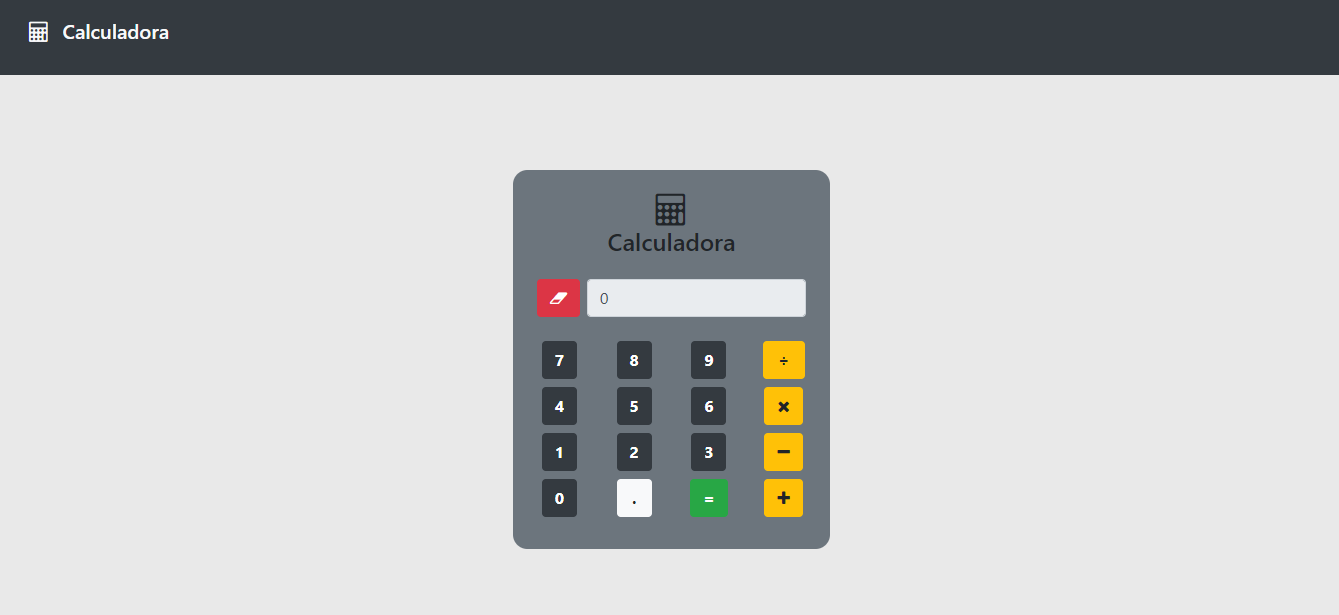 Calculadora
Calculadora
0
7 8 9 ÷
4 5 6 ×
1 2 3 −
0 . = +